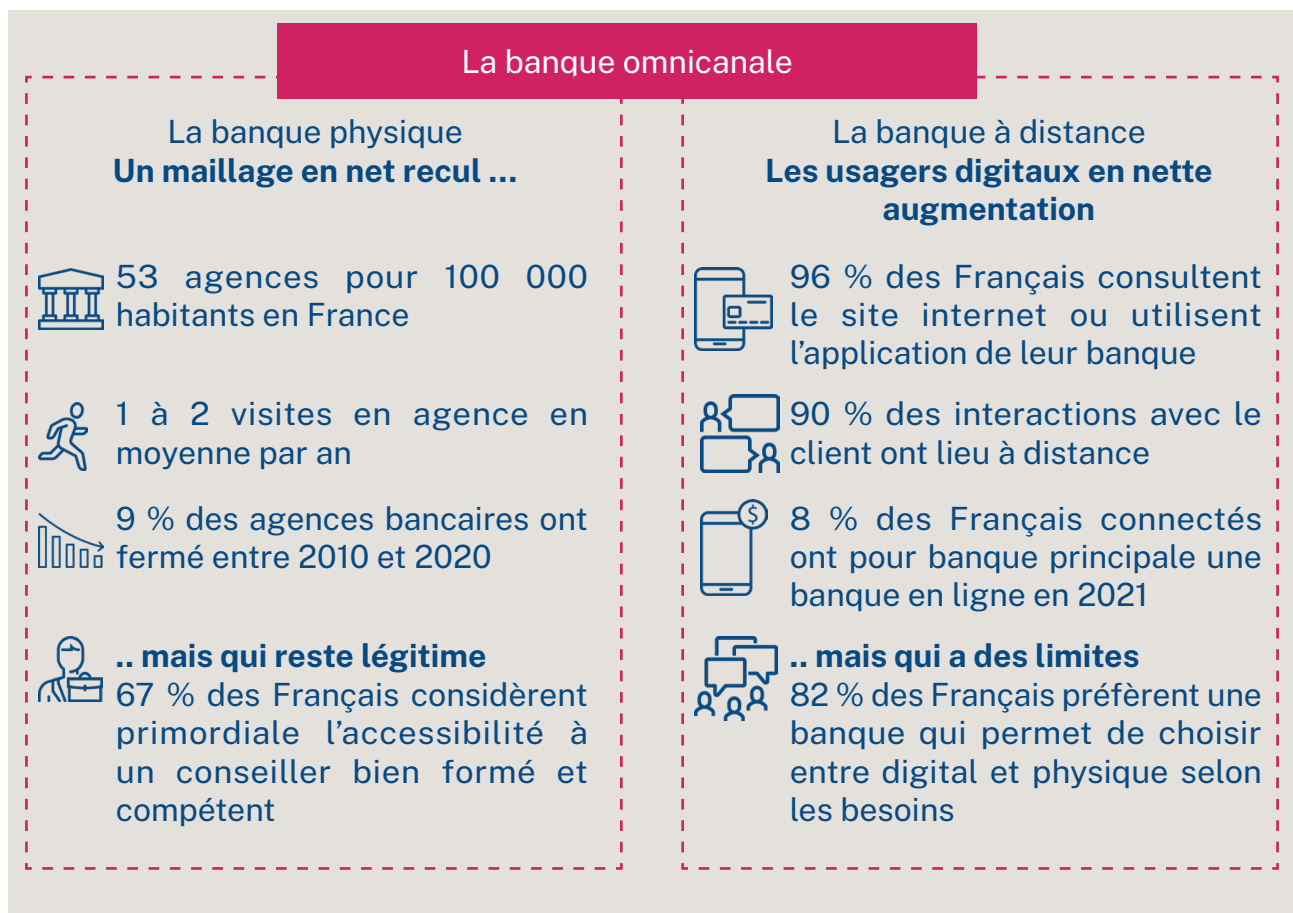 La banque omnicanale
La banque physique
Un maillage en net recul ...
53 agences pour 100 000
habitants en France
1 à 2 visites en agence en
moyenne par an
9 % des agences bancaires ont
fermé entre 2010 et 2020
.. mais qui reste légitime
67 % des Français considèrent
primordiale l’accessibilité à
un conseiller bien formé et
compétent
La banque à distance
Les usagers digitaux en nette
augmentation
96 % des Français consultent
le site internet ou utilisent
l’application de leur banque
90 % des interactions avec le
client ont lieu à distance
$
8 % des Français connectés
ont pour banque principale une
banque en ligne en 2021
.. mais qui a des limites
82 % des Français préfèrent une
banque qui permet de choisir
entre digital et physique selon
les besoins